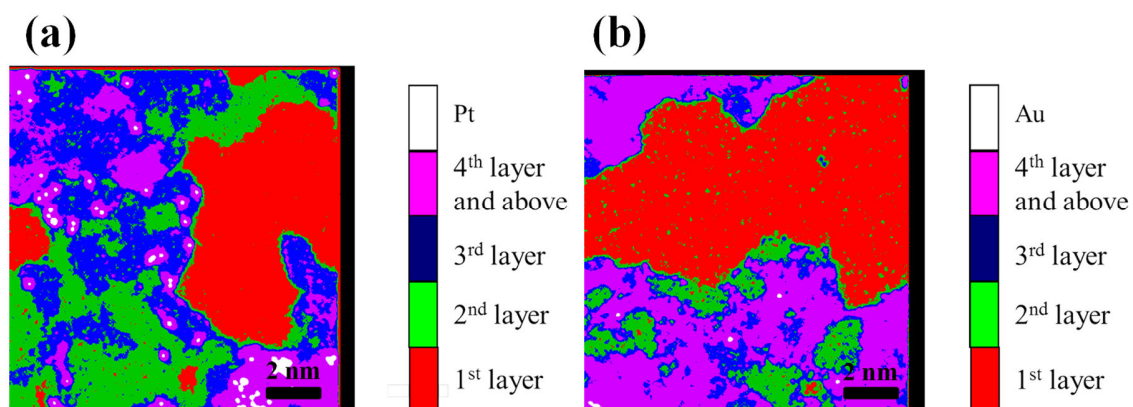 (a)
Pt
4th layer
and above
3rd layer
2nd layer
1st layer
2 nm
(b)
Au
4th layer
and above
3rd layer
2nd layer
1st layer
2 nm